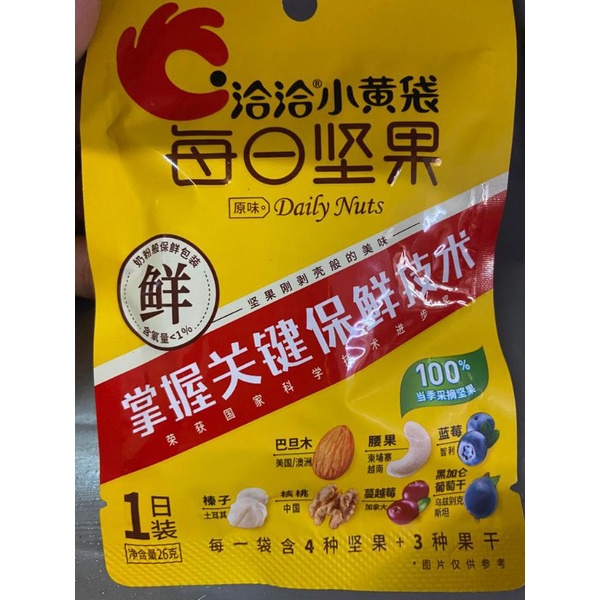 洽洽®小黄袋
每日坚果
原味 Daily Nuts
奶粉般保鲜包装
鲜
含氧量<1%
坚果刚剥壳般的美味
掌握关键保鲜技术
荣获国家科学技术进步奖
100%
当季采摘坚果
巴旦木
美国/澳洲
腰果
柬埔寨
越南
蓝莓
智利
榛子
土耳其
核桃
中国
蔓越莓
加拿大
黑加仑
葡萄干
乌兹别克
斯坦
1日装
净含量26克
每一袋含4种坚果+3种果干
*图片仅供参考